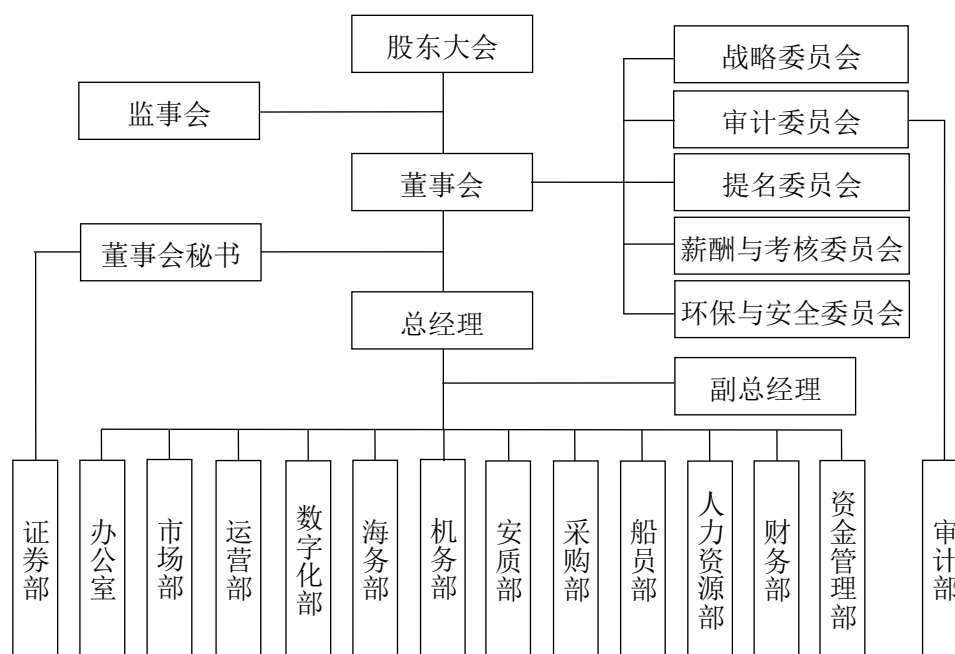 股东大会
战略委员会
监事会
审计委员会
董事会
提名委员会
董事会秘书
薪酬与考核委员会
总经理
环保与安全委员会
副总经理
证券部
办公室
市场部
运营部
数字化部
海务部
机务部
安质部
采购部
船员部
人力资源部
财务部
资金管理部
审计部